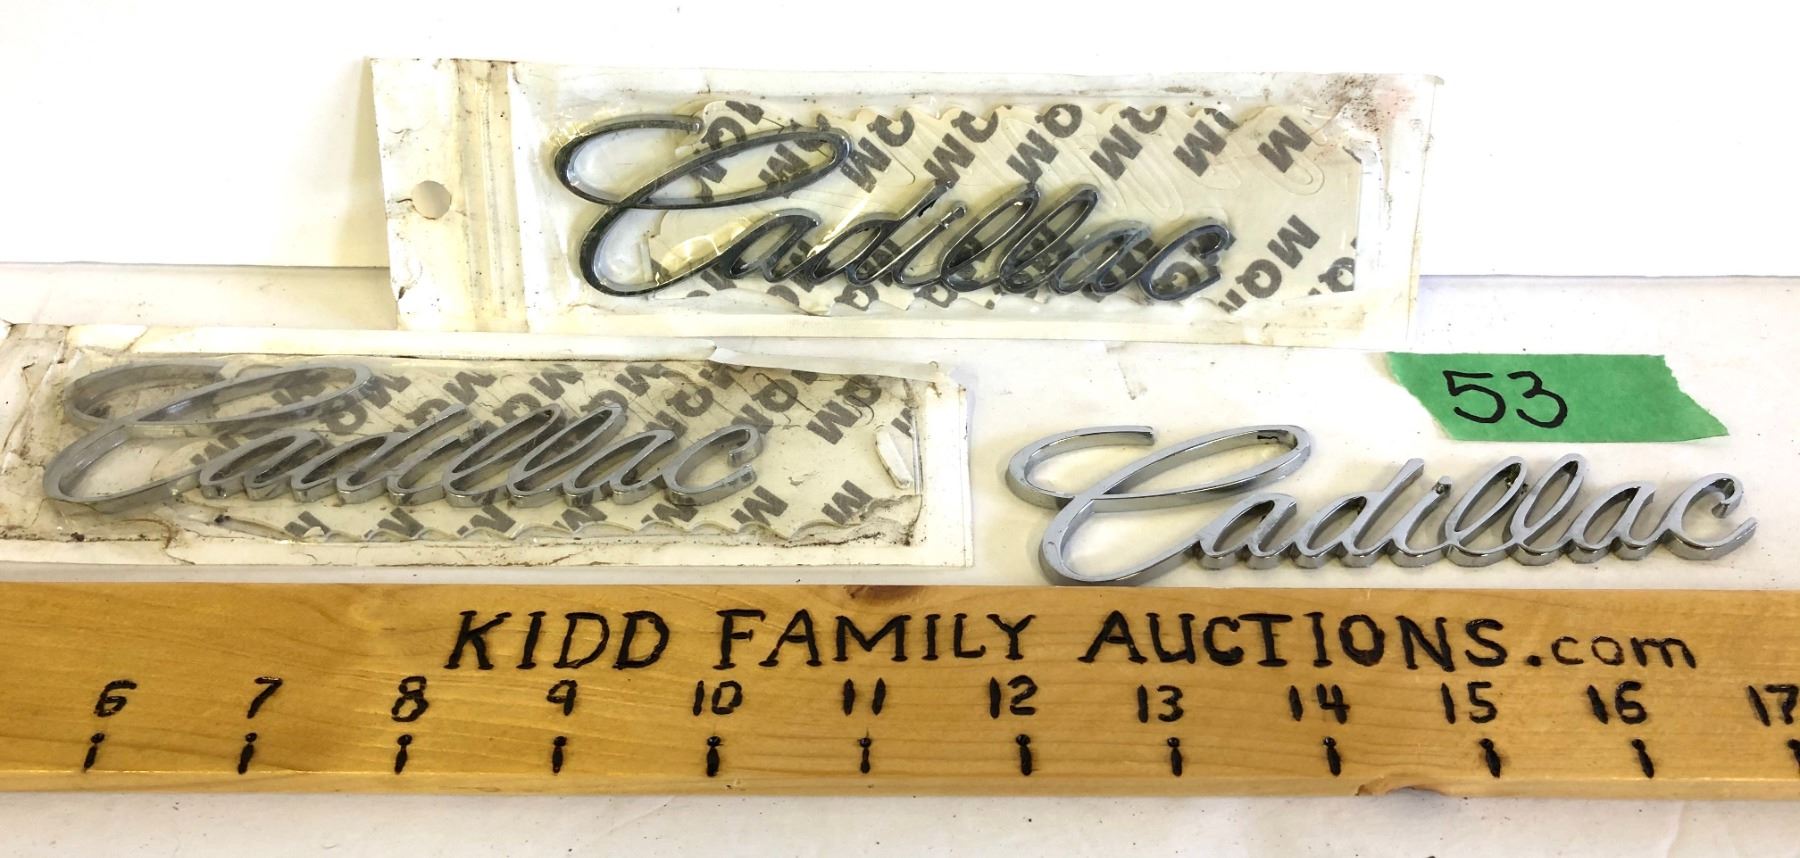 Cadillac
Cadillac
Cadillac
53
KIDD FAMILY AUCTIONS.com
6 7 8 9 10 11 12 13 14 15 16 17